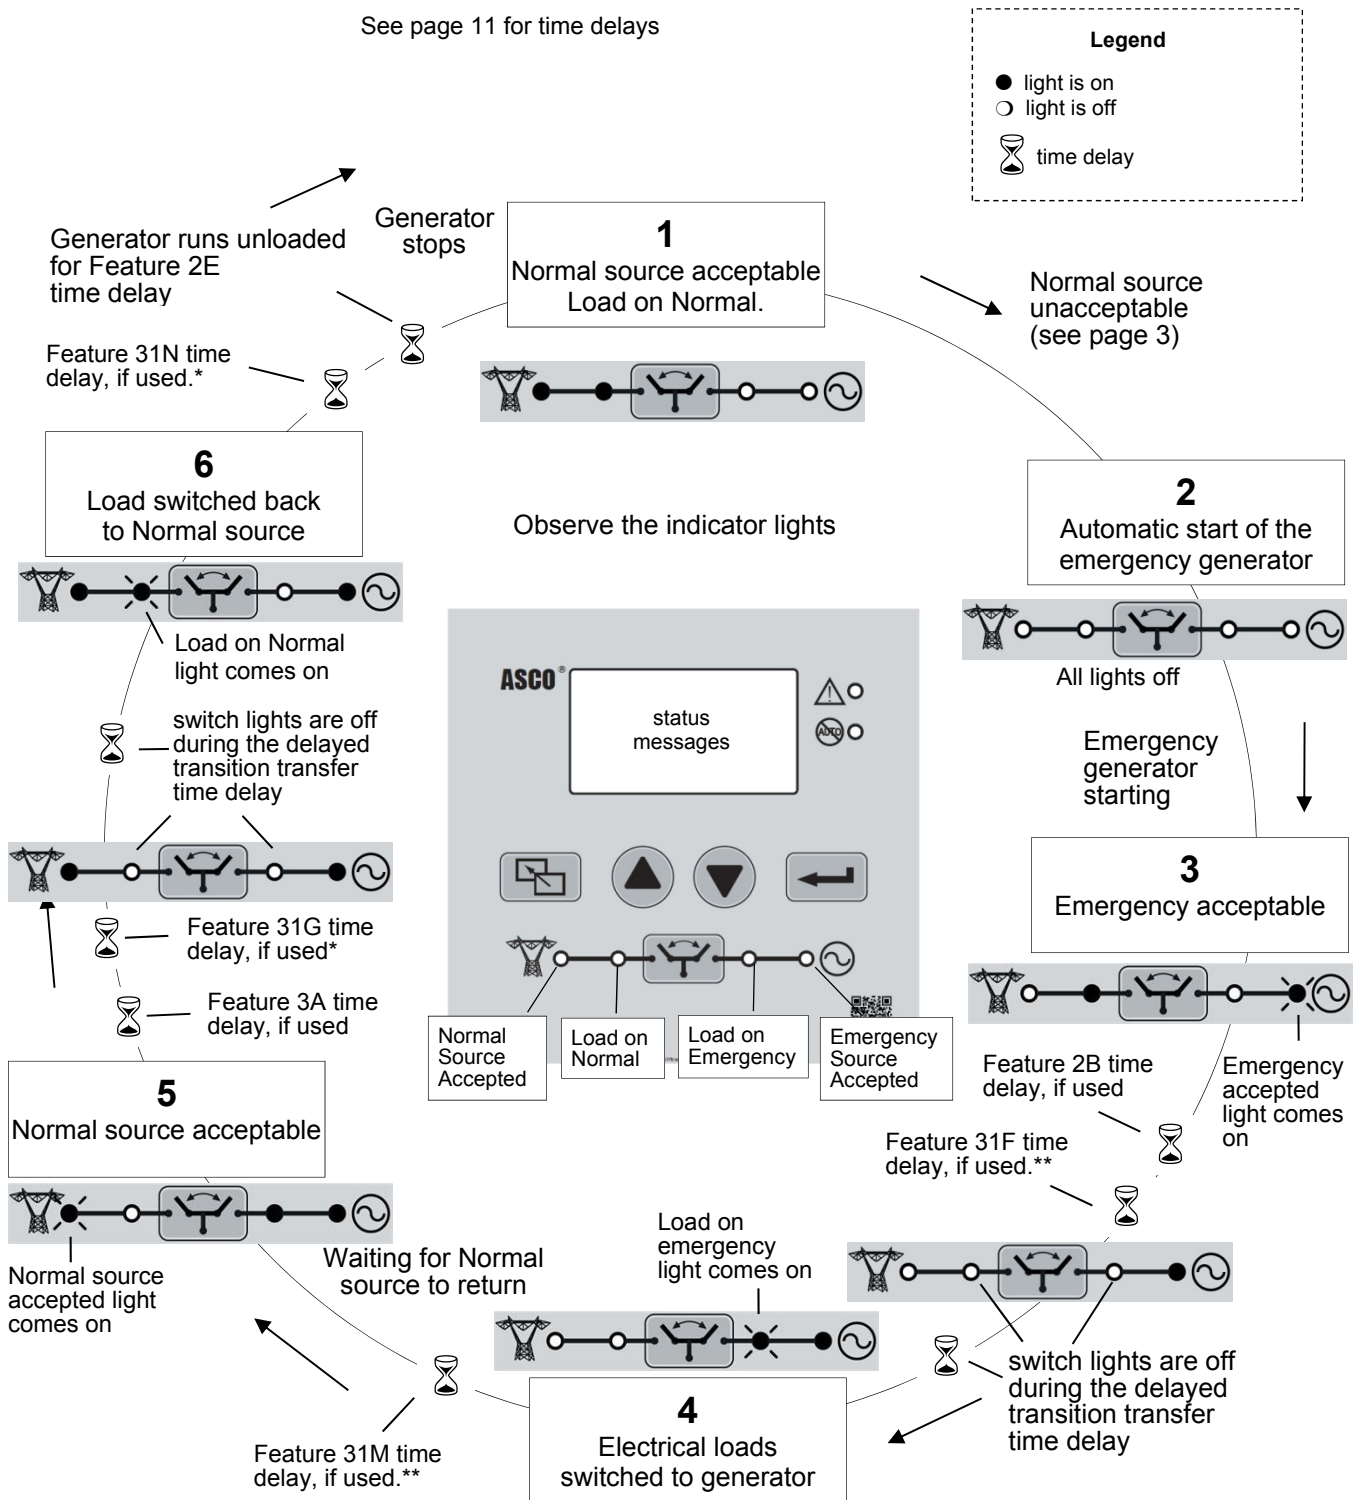 See page 11 for time delays
Legend
light is on
light is off
time delay
Generator runs unloaded
for Feature 2E
time delay
Generator
stops
1
Normal source acceptable
Load on Normal.
Normal source
unacceptable
(see page 3)
Feature 31N time
delay, if used.*
6
Load switched back
to Normal source
Observe the indicator lights
2
Automatic start of the
emergency generator
Load on Normal
light comes on
All lights off
switch lights are off
during the delayed
transition transfer
time delay
ASCO®
status
messages
AUTO
Emergency
generator
starting
3
Emergency acceptable
Feature 31G time
delay, if used*
Feature 3A time
delay, if used
Normal
Source
Accepted
Load on
Normal
Load on
Emergency
Emergency
Source
Accepted
5
Normal source acceptable
Feature 2B time
delay, if used
Emergency
accepted
light comes
on
Feature 31F time
delay, if used.**
Normal source
accepted light
comes on
Waiting for Normal
source to return
Load on
emergency
light comes on
switch lights are off
during the delayed
transition transfer
time delay
4
Electrical loads
switched to generator
Feature 31M time
delay, if used.**